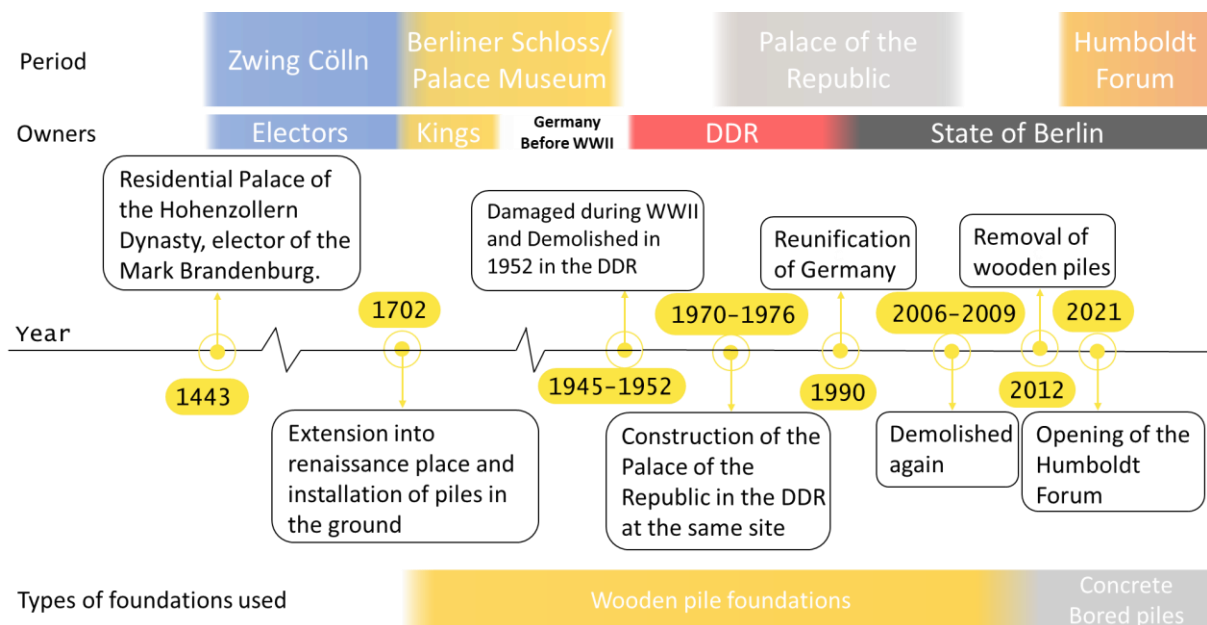 Period
Zwing Cölln
Berliner Schloss/
Palace Museum
Palace of the
Republic
Humboldt
Forum
Owners
Electors
Kings
Germany
Before WWII
DDR
State of Berlin
Residential Palace of
the Hohenzollern
Dynasty, elector of the
Mark Brandenburg.
Damaged during WWII
and Demolished in
1952 in the DDR
Reunification
of Germany
Removal of
wooden piles
Year
1443
1702
1945-1952
1970-1976
1990
2006-2009
2012
2021
Extension into
renaissance place and
installation of piles in
the ground
Construction of the
Palace of the
Republic in the DDR
at the same site
Demolished
again
Opening of the
Humboldt
Forum
Types of foundations used
Wooden pile foundations
Concrete
Bored piles